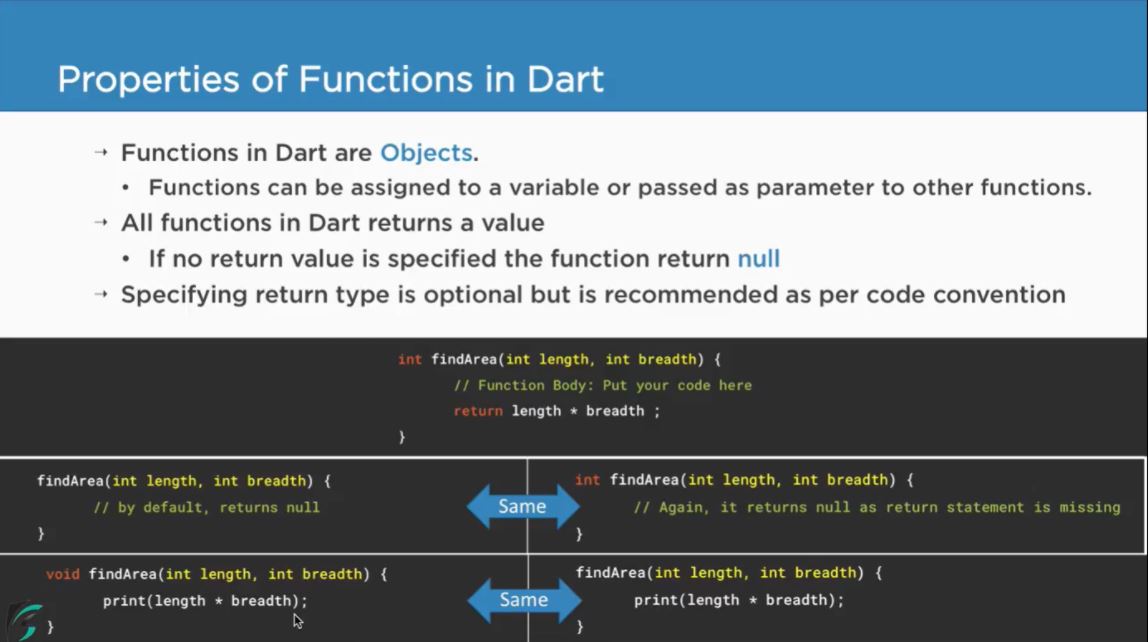 Properties of Functions in Dart
→ Functions in Dart are Objects.
• Functions can be assigned to a variable or passed as parameter to other functions.
→ All functions in Dart returns a value
• If no return value is specified the function return null
→ Specifying return type is optional but is recommended as per code convention
int findArea(int length, int breadth) {
// Function Body: Put your code here
return length * breadth ;
}
findArea(int length, int breadth) {
// by default, returns null
}
Same
int findArea(int length, int breadth) {
// Again, it returns null as return statement is missing
}
void findArea(int length, int breadth) {
print(length * breadth);
}
Same
findArea(int length, int breadth) {
print(length * breadth);
}